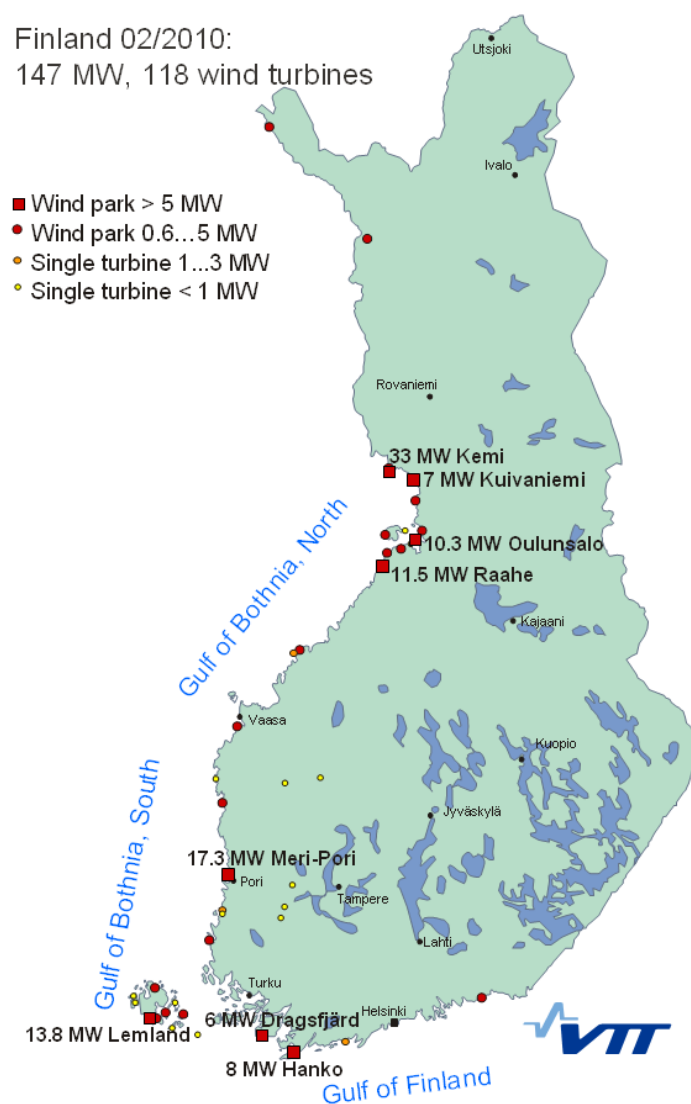 Finland 02/2010:
147 MW, 118 wind turbines
Utsjoki
Ivalo
Wind park > 5 MW
Wind park 0.6...5 MW
Single turbine 1...3 MW
Single turbine < 1 MW
Rovaniemi
33 MW Kemi
7 MW Kuivaniemi
Gulf of Bothnia, North
10.3 MW Oulunsalo
11.5 MW Raahe
Kajaani
Vaasa
Kuopio
Jyväskylä
Gulf of Bothnia, South
17.3 MW Meri-Pori
Pori
Tampere
Lahti
Turku
Helsinki
6 MW Dragsfjärd
13.8 MW Lemland
8 MW Hanko
Gulf of Finland
VTT